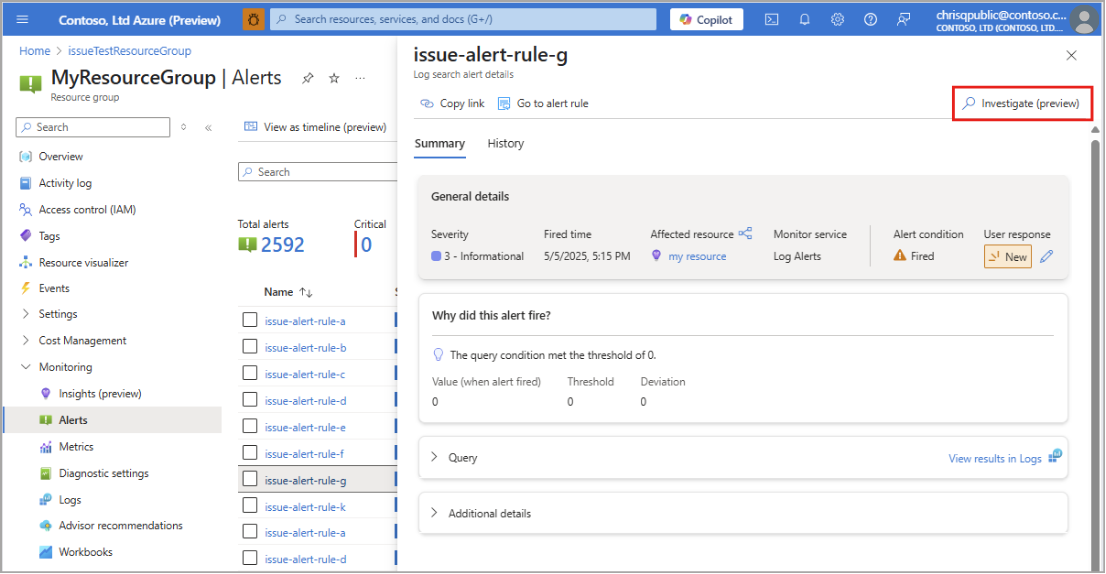 Contoso, Ltd Azure (Preview)
Search resources, services, and docs (G+/)
Copilot
chrisqpublic@contoso.c...
CONTOSO, LTD (CONTOSO, LTD....
Home > issueTestResourceGroup
MyResourceGroup | Alerts
Resource group
Search
Overview
Activity log
Access control (IAM)
Tags
Resource visualizer
Events
Settings
Cost Management
Monitoring
Insights (preview)
Alerts
Metrics
Diagnostic settings
Logs
Advisor recommendations
Workbooks
View as timeline (preview)
Search
Total alerts
2592
Critical
0
Name
issue-alert-rule-a
issue-alert-rule-b
issue-alert-rule-c
issue-alert-rule-d
issue-alert-rule-e
issue-alert-rule-f
issue-alert-rule-g
issue-alert-rule-k
issue-alert-rule-a
issue-alert-rule-d
issue-alert-rule-g
Log search alert details
Copy link
Go to alert rule
Investigate (preview)
Summary
History
General details
Severity
3 - Informational
Fired time
5/5/2025, 5:15 PM
Affected resource
my resource
Monitor service
Log Alerts
Alert condition
Fired
User response
New
Why did this alert fire?
The query condition met the threshold of 0.
Value (when alert fired)
0
Threshold
0
Deviation
0
Query
View results in Logs
Additional details